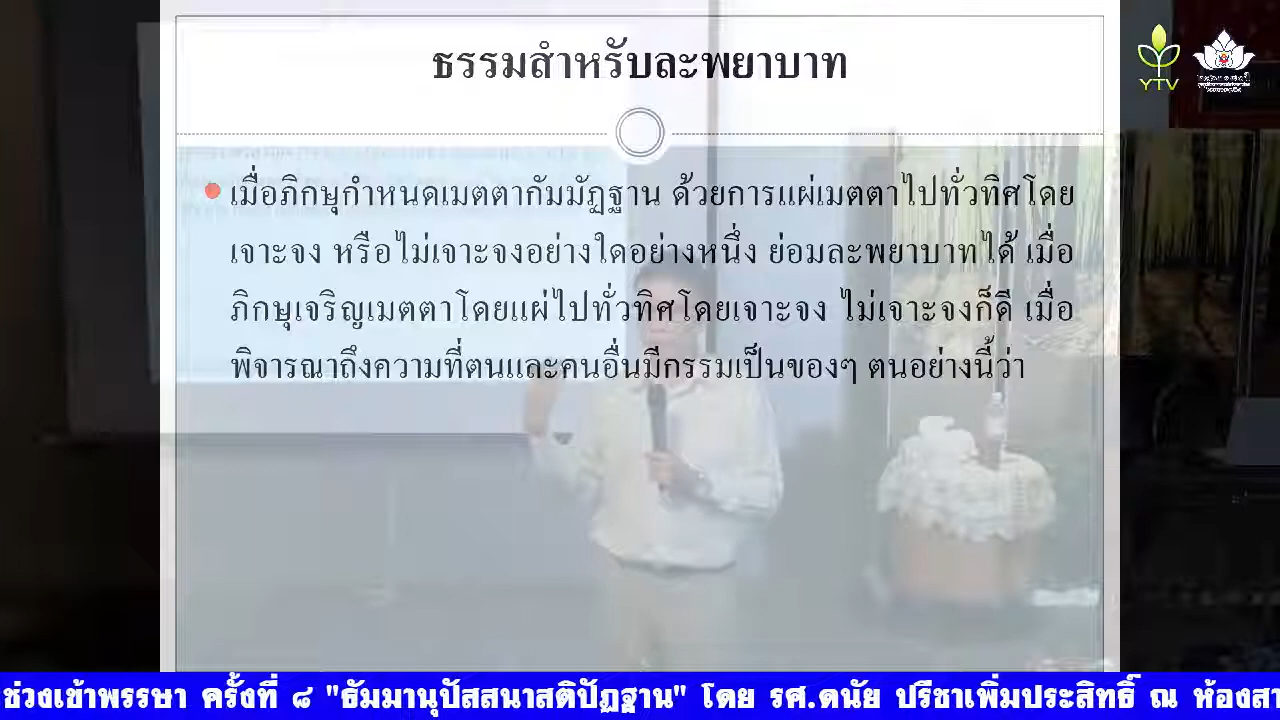 ธรรมสำหรับละพยาบาท
YTV
เมื่อภิกษุกำหนดเมตตากัมมัฏฐาน ด้วยการแผ่เมตตาไปทั่วทิศโดย
เจาะจง หรือไม่เจาะจงอย่างใดอย่างหนึ่ง ย่อมละพยาบาทได้ เมื่อ
ภิกษุเจริญเมตตาโดยแผ่ไปทั่วทิศโดยเจาะจง ไม่เจาะจงก็ดี เมื่อ
พิจารณาถึงความที่ตนและคนอื่นมีกรรมเป็นของๆ ตนอย่างนี้ว่า
ช่วงเข้าพรรษา ครั้งที่ ๘ "ธัมมานุปัสสนาสติปัฏฐาน" โดย รศ.ดนัย ปรีชาเพิ่มประสิทธิ์ ณ ห้องสา